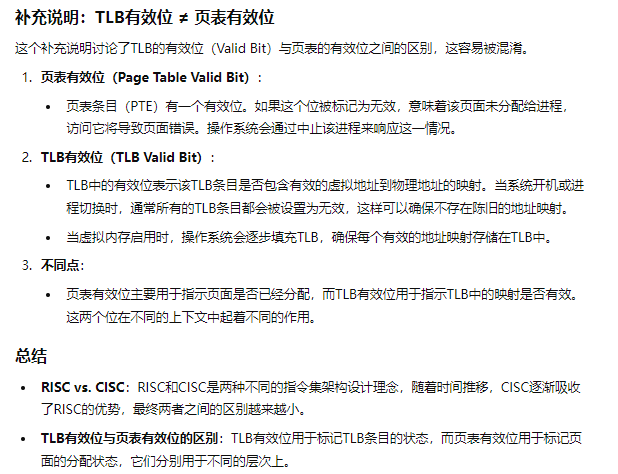 补充说明：TLB有效位 ≠ 页表有效位
这个补充说明讨论了TLB的有效位（Valid Bit）与页表的有效位之间的区别，这容易被混淆。
1. 页表有效位（Page Table Valid Bit）：
• 页表条目（PTE）有一个有效位。如果这个位被标记为无效，意味着该页面未分配给进程，
访问它将导致页面错误。操作系统会通过中止该进程来响应这一情况。
2. TLB有效位（TLB Valid Bit）：
• TLB中的有效位表示该TLB条目是否包含有效的虚拟地址到物理地址的映射。当系统开机或进
程切换时，通常所有的TLB条目都会被设置为无效，这样可以确保不存在陈旧的地址映射。
• 当虚拟内存启用时，操作系统会逐步填充TLB，确保每个有效的地址映射存储在TLB中。
3. 不同点：
• 页表有效位主要用于指示页面是否已经分配，而TLB有效位用于指示TLB中的映射是否有效。
这两个位在不同的上下文中起着不同的作用。
总结
• RISC vs. CISC：RISC和CISC是两种不同的指令集架构设计理念，随着时间推移，CISC逐渐吸收
了RISC的优势，最终两者之间的区别越来越小。
• TLB有效位与页表有效位的区别：TLB有效位用于标记TLB条目的状态，而页表有效位用于标记页
面的分配状态，它们分别用于不同的层次上。